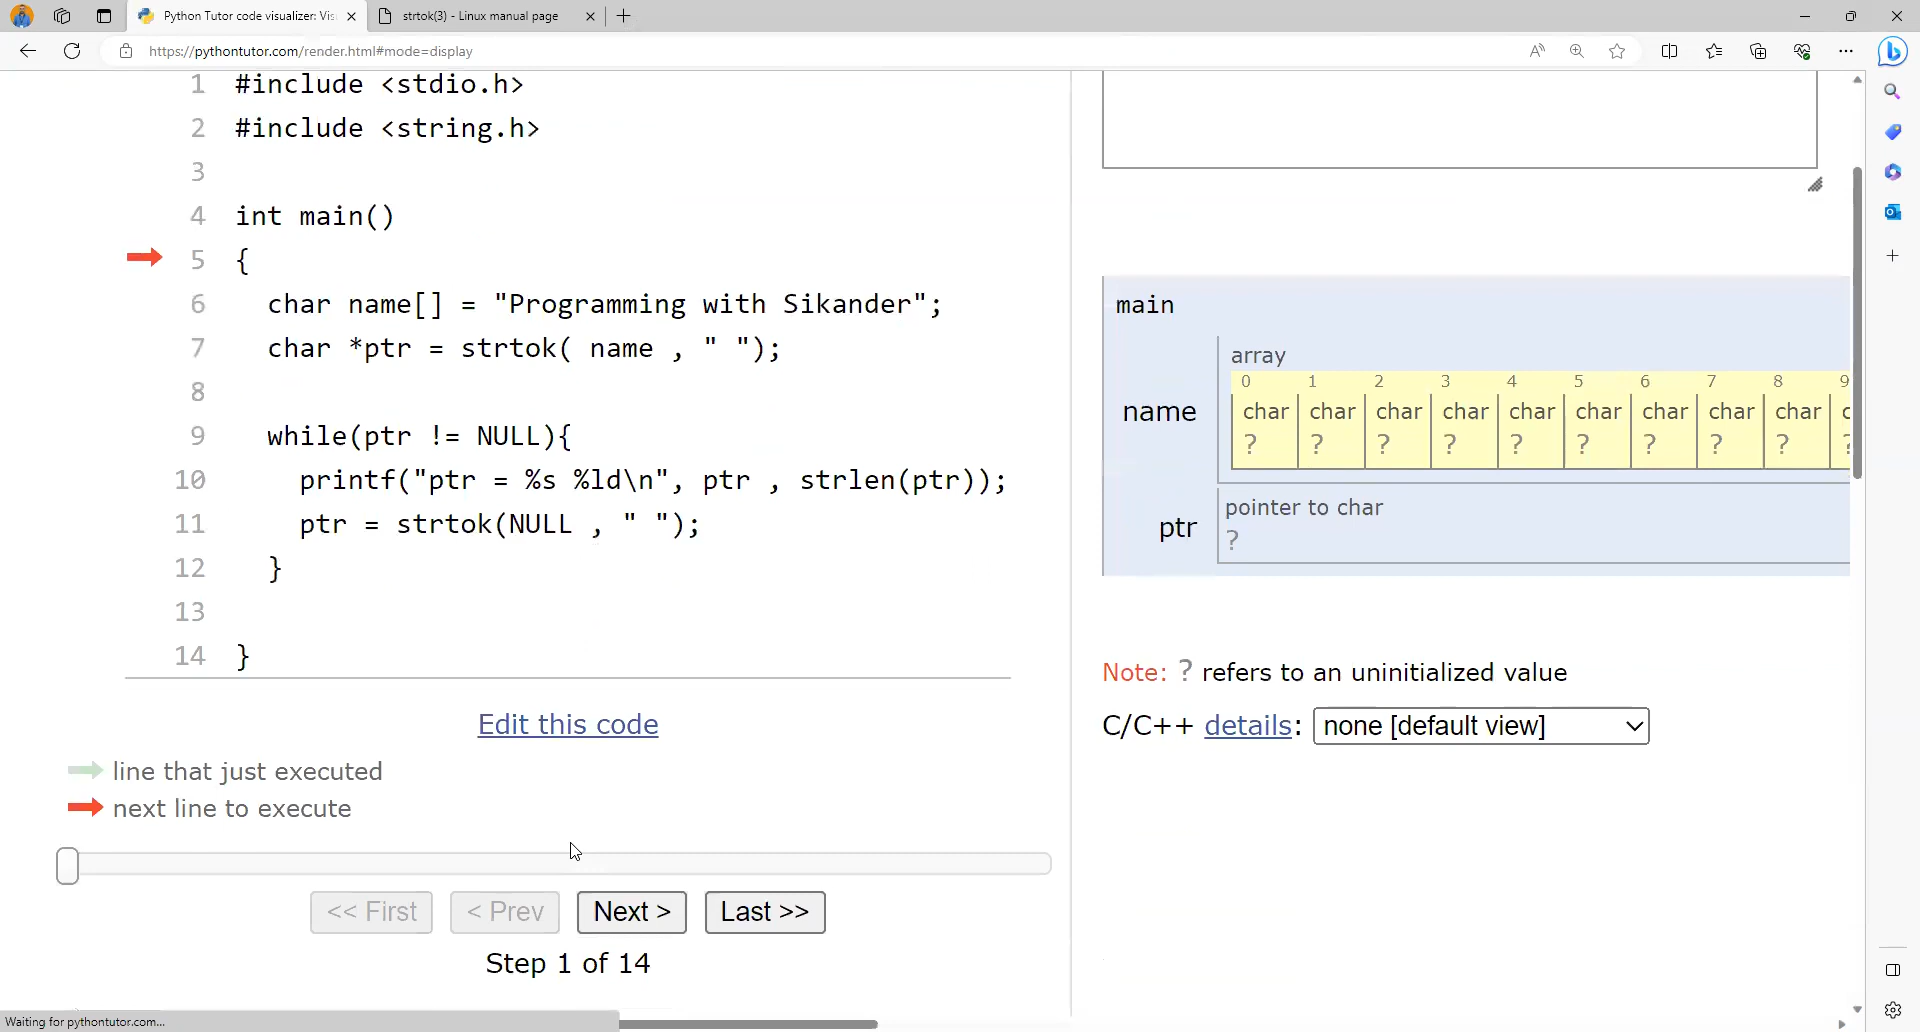 Python Tutor code visualizer: Vis
strtok(3) - Linux manual page
https://pythontutor.com/render.html#mode=display
1 #include <stdio.h>
2 #include <string.h>
3
4 int main()
5 {
6 char name[] = "Programming with Sikander";
7 char *ptr = strtok( name , " ");
8
9 while(ptr != NULL){
10 printf("ptr = %s %ld\n", ptr , strlen(ptr));
11 ptr = strtok(NULL , " ");
12 }
13
14 }
Edit this code
line that just executed
next line to execute
<< First < Prev Next > Last >>
Step 1 of 14
main
array
0 1 2 3 4 5 6 7 8 9
name char char char char char char char char char c
? ? ? ? ? ? ? ? ? ?
pointer to char
ptr ?
Note: ? refers to an uninitialized value
C/C++ details: none [default view]
Waiting for pythontutor.com...